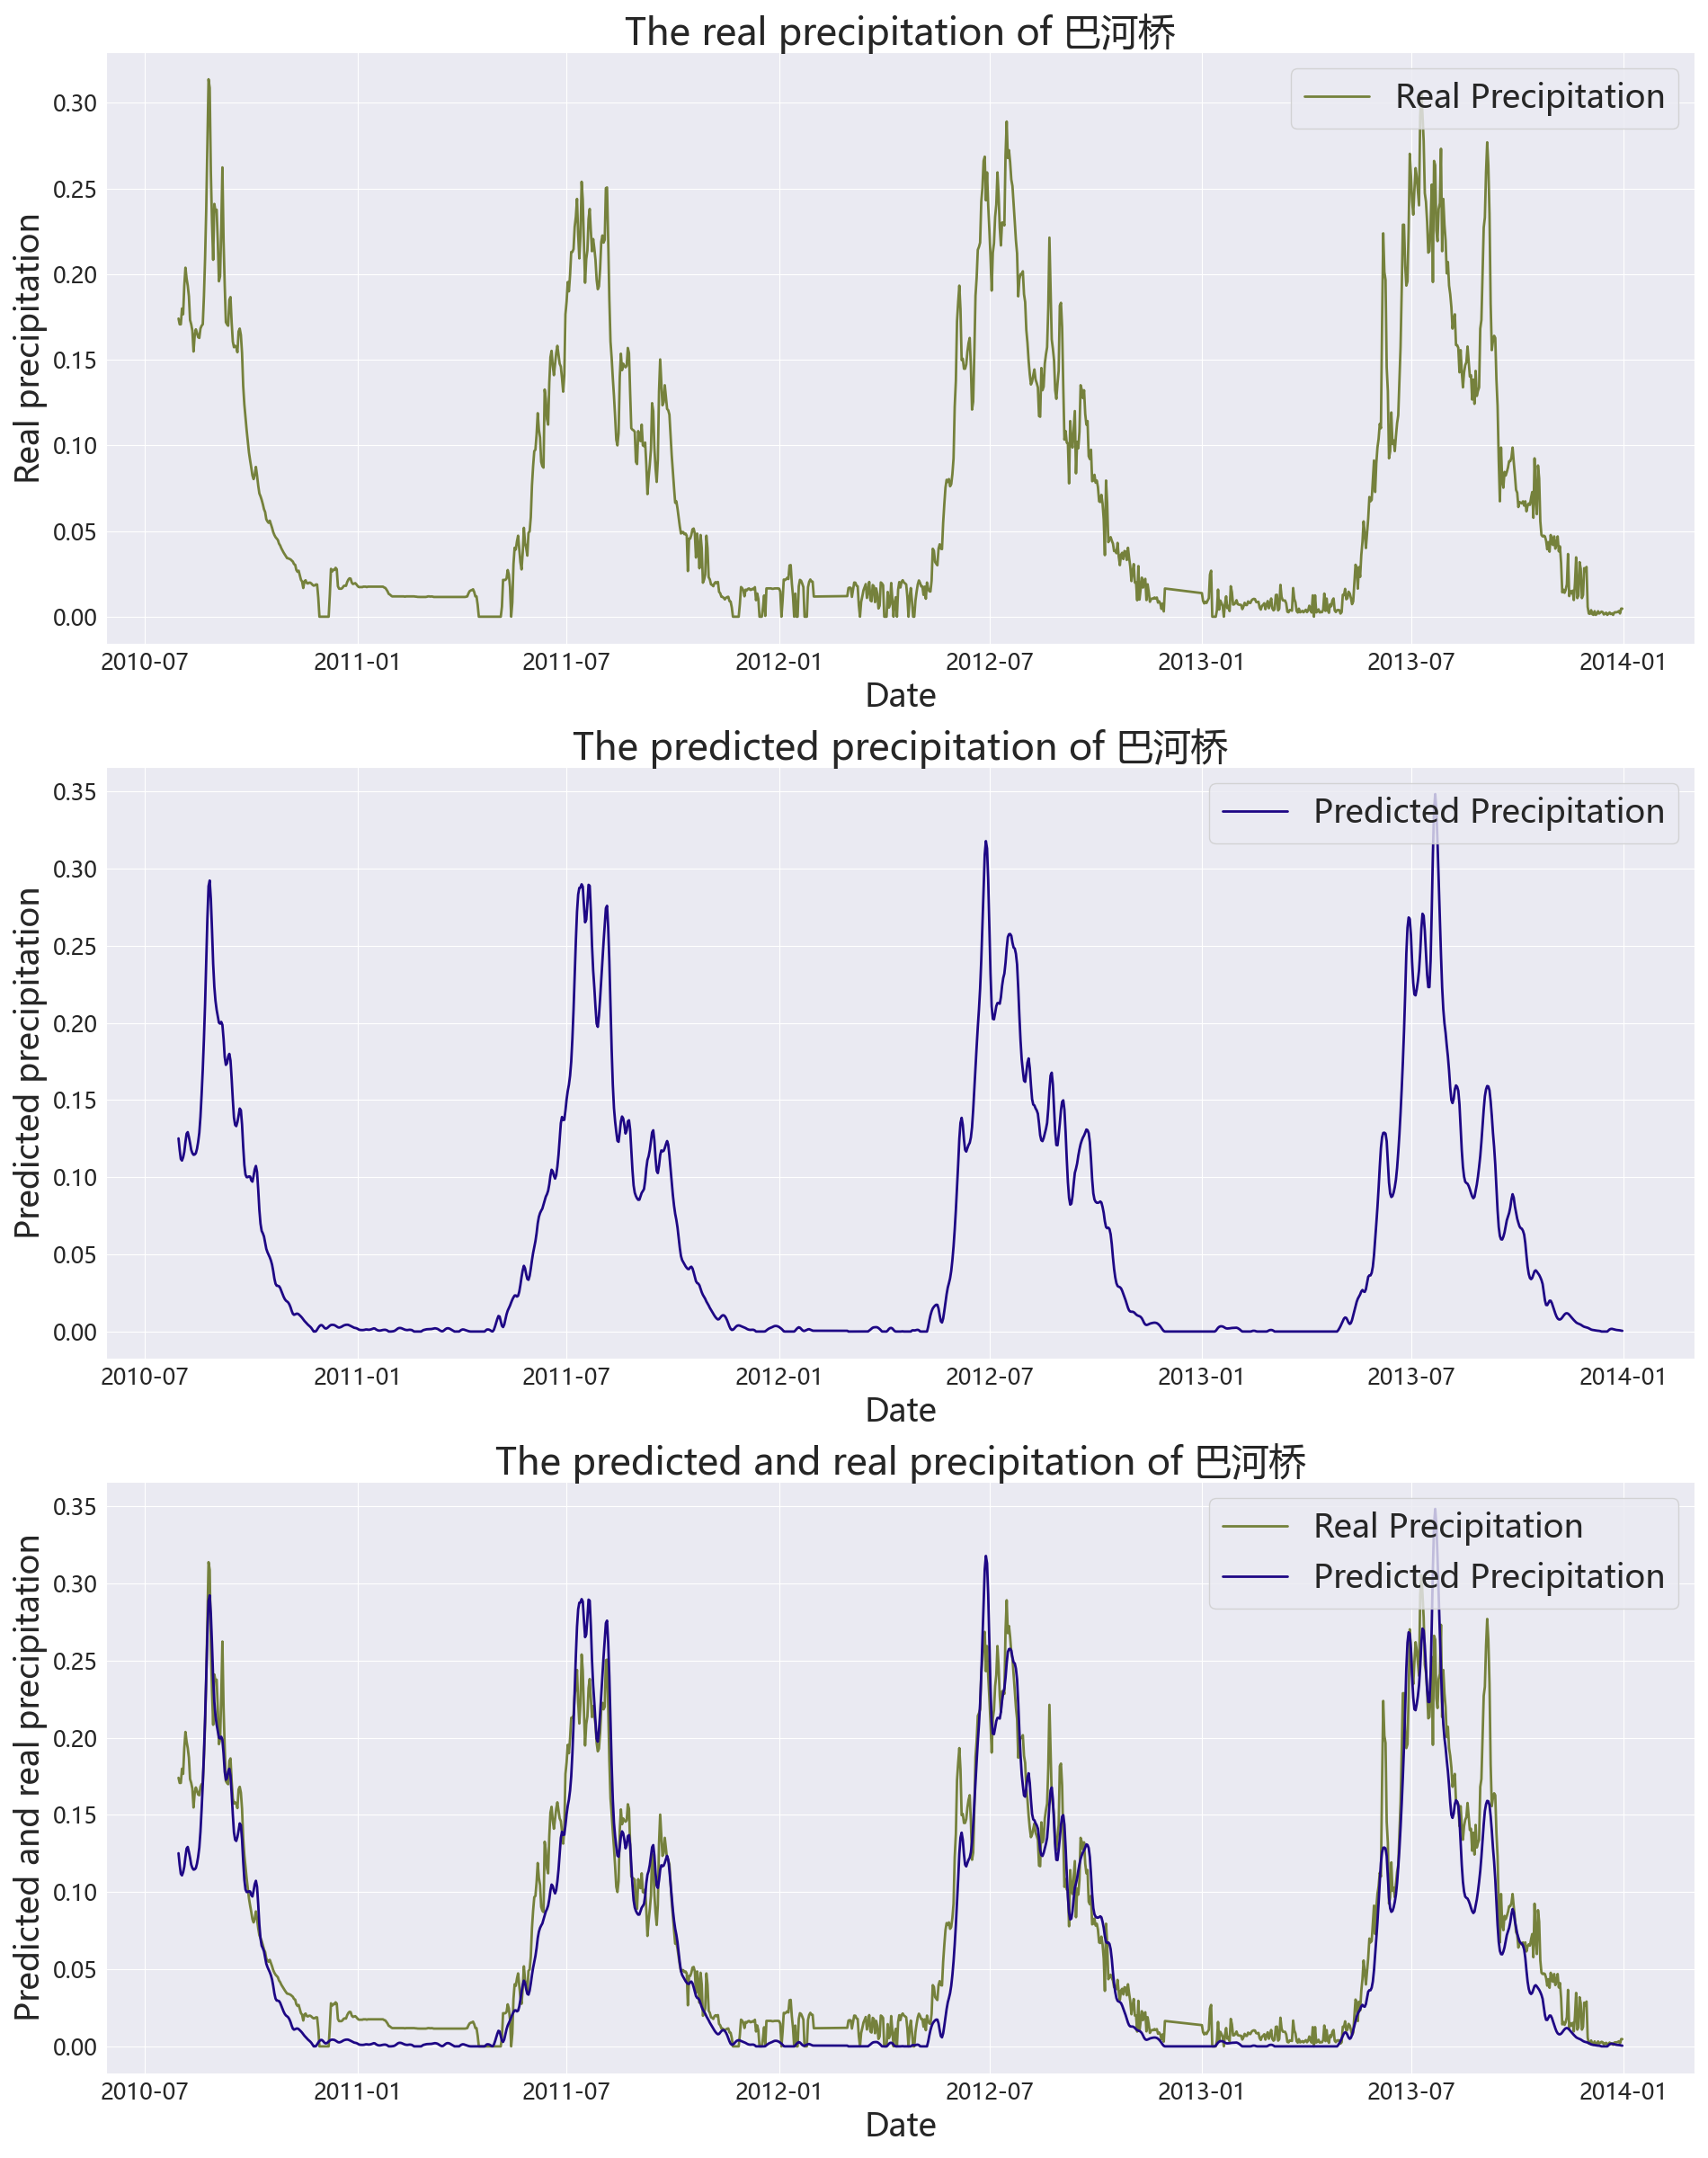 The real precipitation of 巴河桥
Real Precipitation
Real precipitation
0.30
0.25
0.20
0.15
0.10
0.05
0.00
2010-07 2011-01 2011-07 2012-01 2012-07 2013-01 2013-07 2014-01
Date
The predicted precipitation of 巴河桥
Predicted Precipitation
Predicted precipitation
0.35
0.30
0.25
0.20
0.15
0.10
0.05
0.00
2010-07 2011-01 2011-07 2012-01 2012-07 2013-01 2013-07 2014-01
Date
The predicted and real precipitation of 巴河桥
Real Precipitation
Predicted Precipitation
Predicted and real precipitation
0.35
0.30
0.25
0.20
0.15
0.10
0.05
0.00
2010-07 2011-01 2011-07 2012-01 2012-07 2013-01 2013-07 2014-01
Date